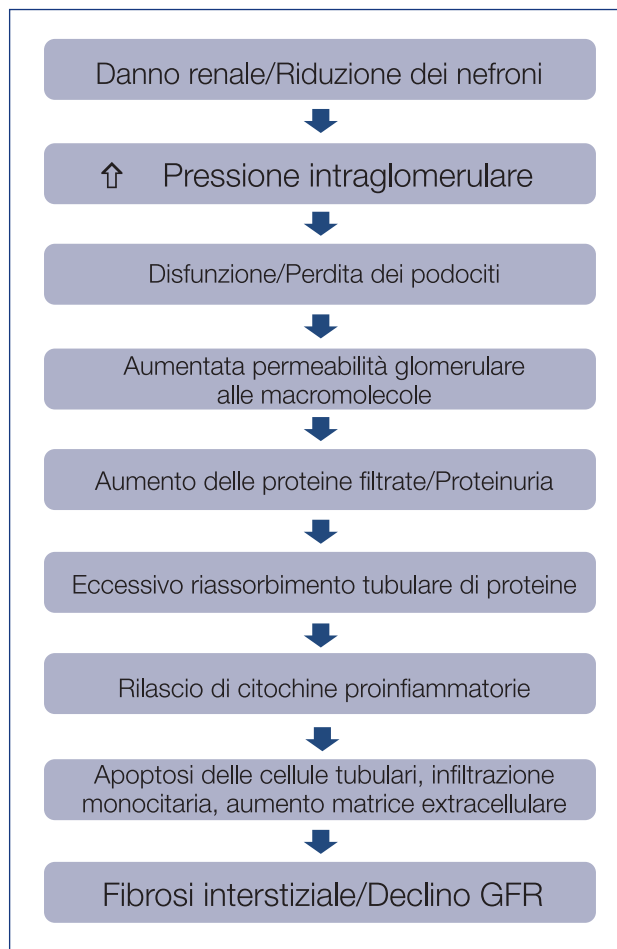 Danno renale/Riduzione dei nefroni
⇧ Pressione intraglomerulare
Disfunzione/Perdita dei podociti
Aumentata permeabilità glomerulare
alle macromolecole
Aumento delle proteine filtrate/Proteinuria
Eccessivo riassorbimento tubulare di proteine
Rilascio di citochine proinfiammatorie
Apoptosi delle cellule tubulari, infiltrazione
monocitaria, aumento matrice extracellulare
Fibrosi interstiziale/Declino GFR